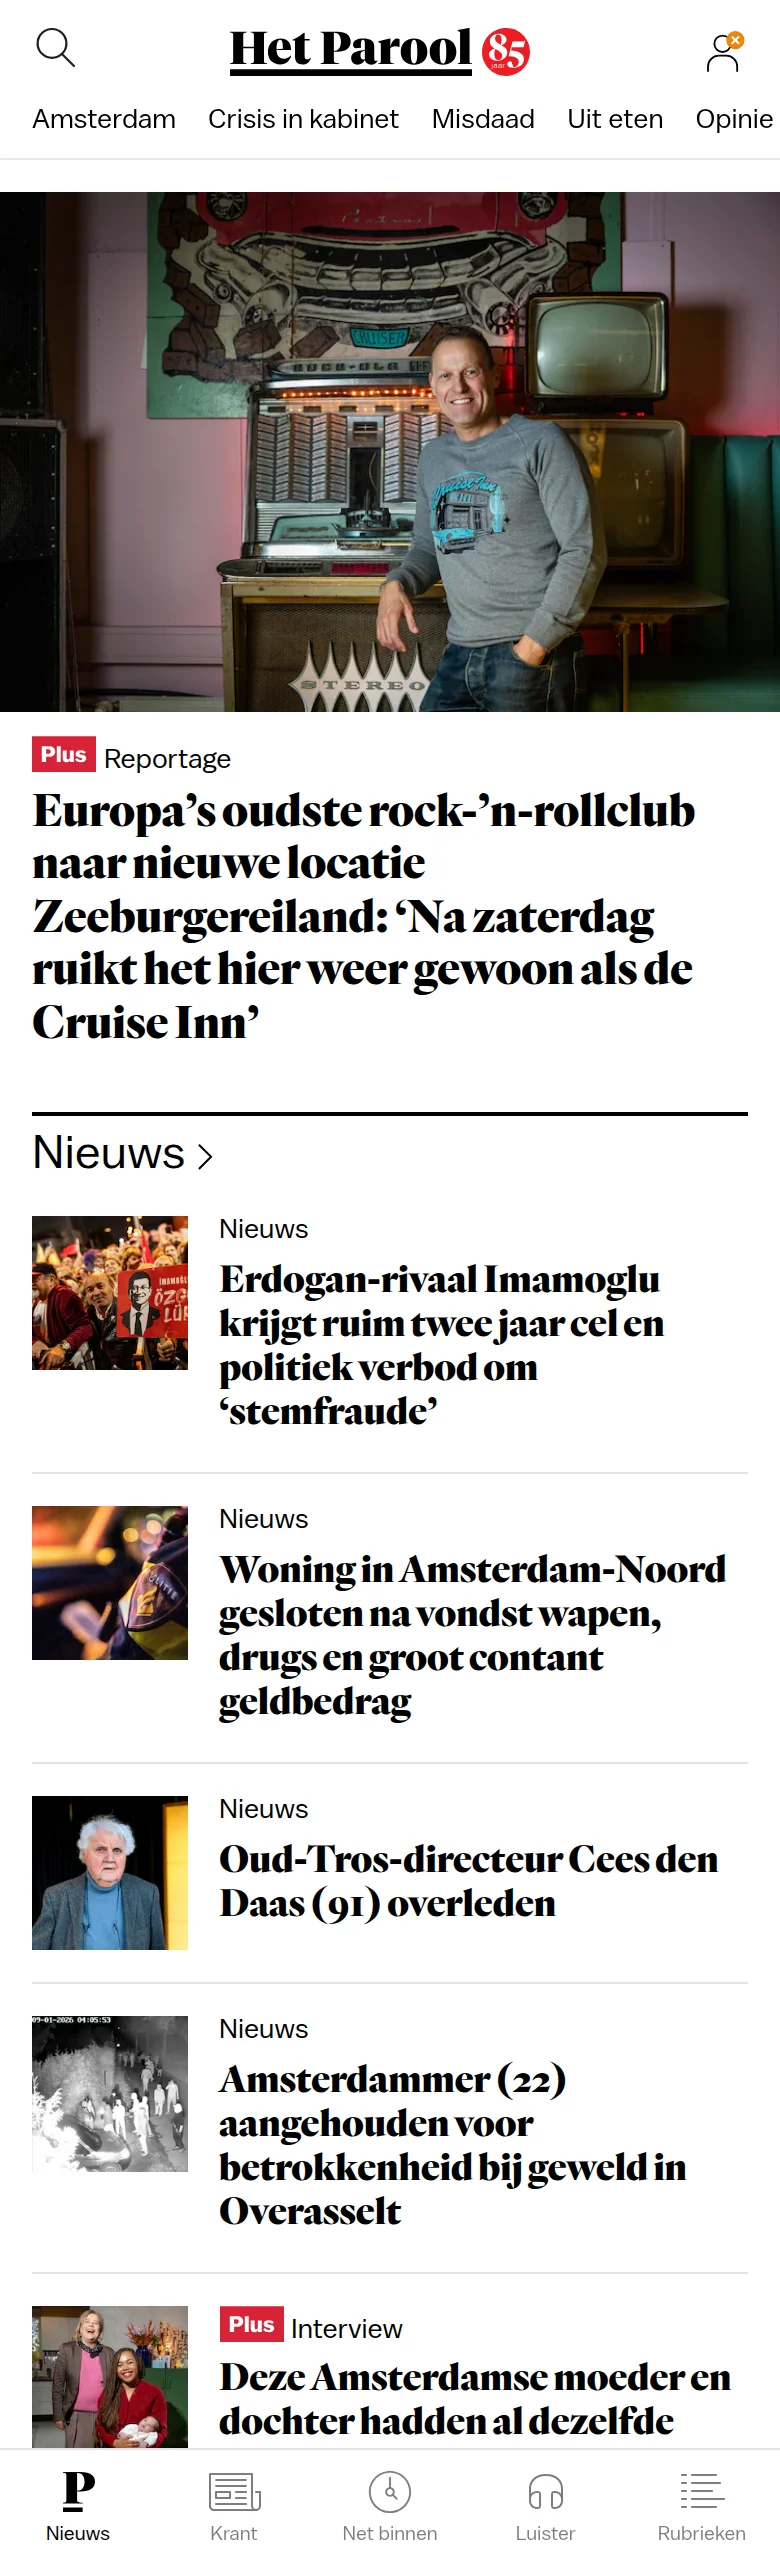 Het Parool 85 jaar
Amsterdam Crisis in kabinet Misdaad Uit eten Opinie
CRUISER
ROCK-OLA
Cruise Inn
STEREO
Plus Reportage
Europa’s oudste rock-’n-rollclub
naar nieuwe locatie
Zeeburgereiland: ‘Na zaterdag
ruikt het hier weer gewoon als de
Cruise Inn’
Nieuws
Nieuws
Erdogan-rivaal Imamoglu
krijgt ruim twee jaar cel en
politiek verbod om
‘stemfraude’
Nieuws
POLITIE
Woning in Amsterdam-Noord
gesloten na vondst wapen,
drugs en groot contant
geldbedrag
Nieuws
Oud-Tros-directeur Cees den
Daas (91) overleden
09-01-2026 04:05:53
Nieuws
Amsterdammer (22)
aangehouden voor
betrokkenheid bij geweld in
Overasselt
Plus Interview
Deze Amsterdamse moeder en
dochter hadden al dezelfde
P
Nieuws Krant Net binnen Luister Rubrieken